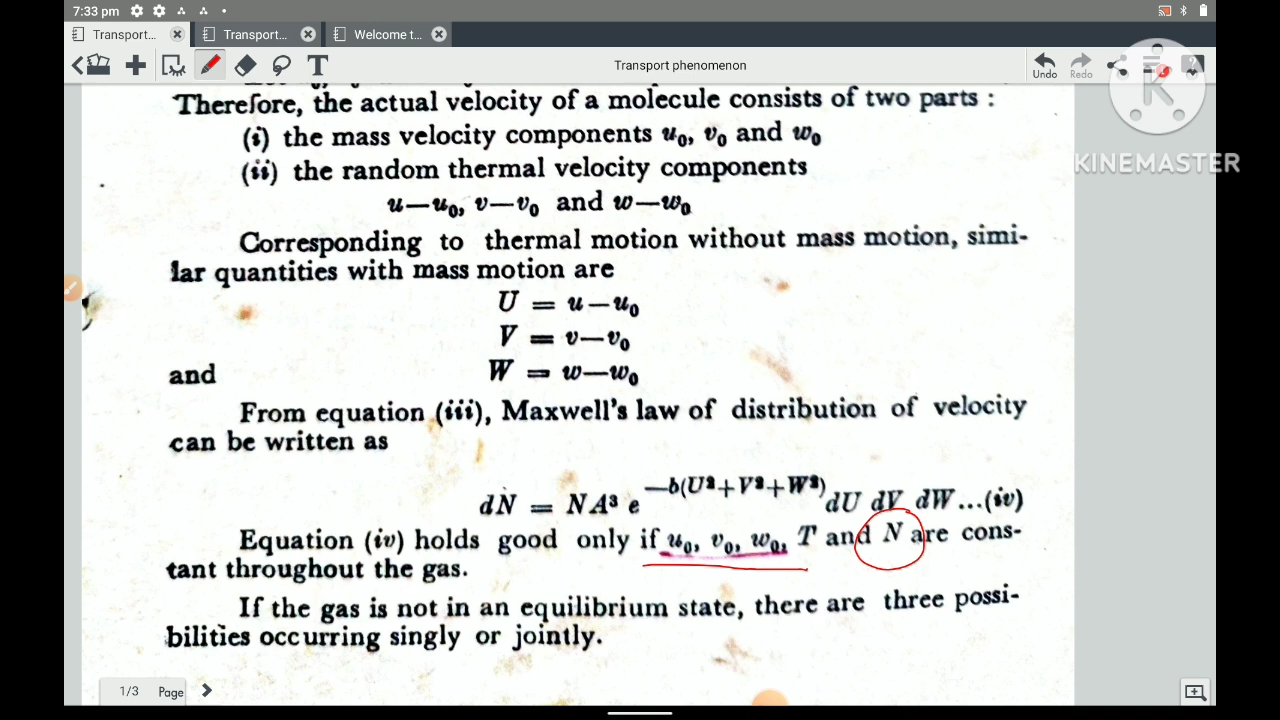 7:33 pm
Transport...
Transport...
Welcome t...
Transport phenomenon
Undo
Redo
KINEMASTER
Therefore, the actual velocity of a molecule consists of two parts :
(i) the mass velocity components u₀, v₀ and w₀
(ii) the random thermal velocity components
u—u₀, v—v₀ and w—w₀
Corresponding to thermal motion without mass motion, simi-
lar quantities with mass motion are
U = u—u₀
V = v—v₀
and W = w—w₀
From equation (iii), Maxwell's law of distribution of velocity
can be written as
dN = NA³ e^—b(U²+V²+W²) dU dV dW...(iv)
Equation (iv) holds good only if u₀, v₀, w₀, T and N are cons-
tant throughout the gas.
If the gas is not in an equilibrium state, there are three possi-
bilities occurring singly or jointly.
1/3 Page